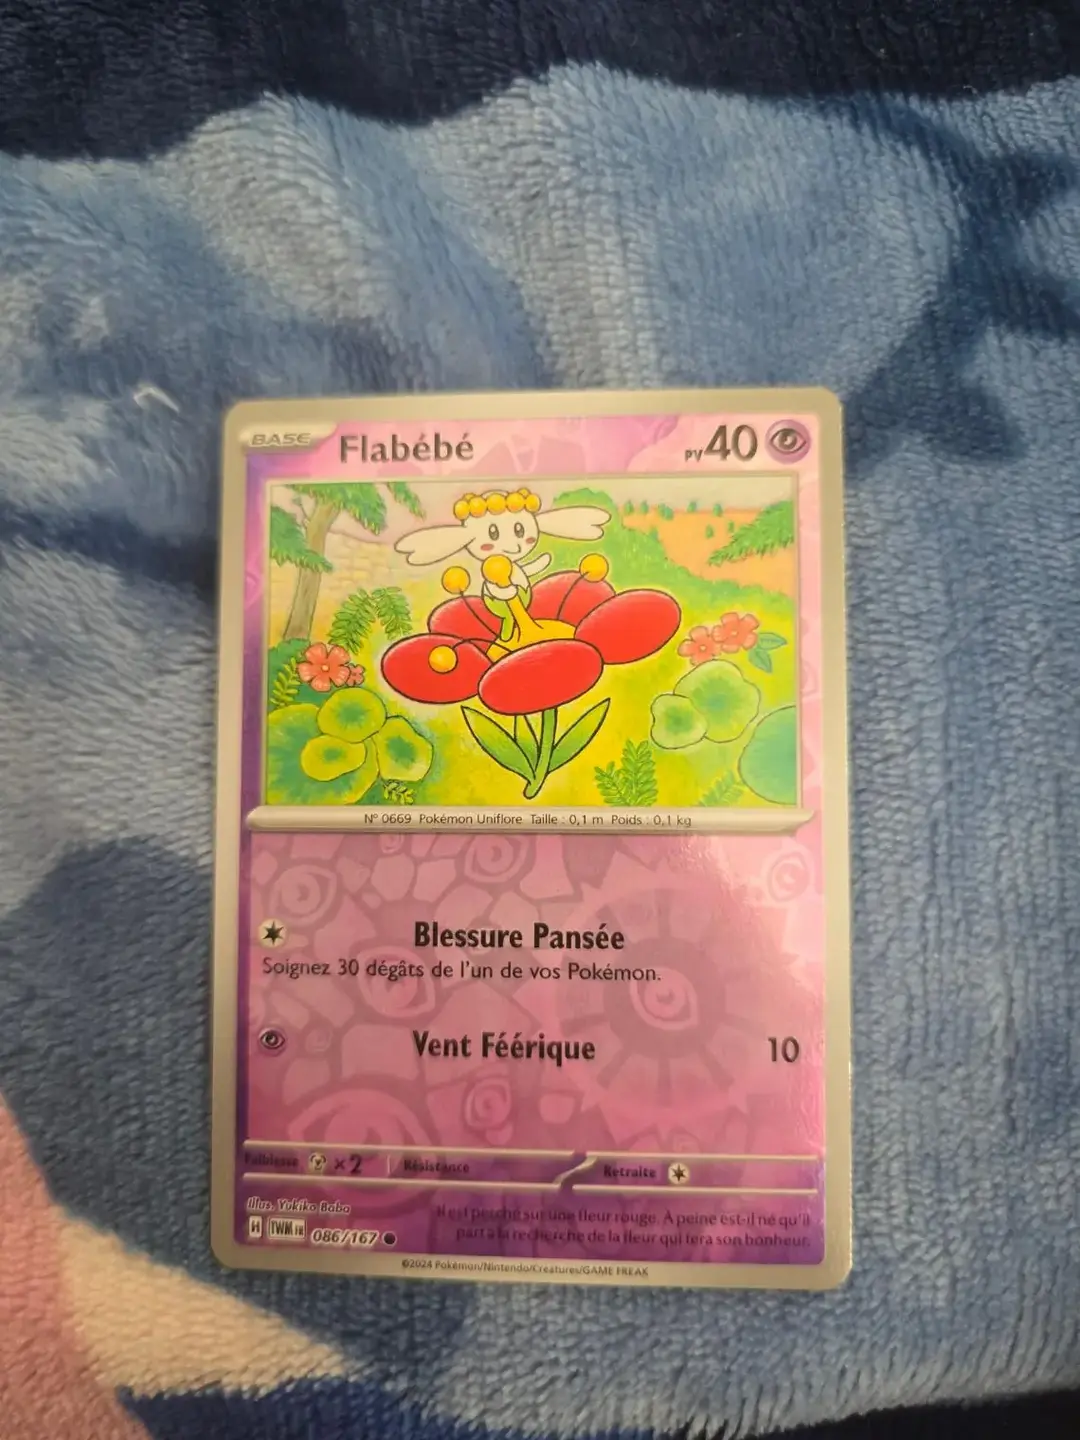 BASE Flabébé PV 40
N° 0669 Pokémon Uniflore Taille : 0,1 m Poids : 0,1 kg
Blessure Pansée
Soignez 30 dégâts de l'un de vos Pokémon.
Vent Féérique 10
Faiblesse ×2 Résistance Retraite
Illus. Yukiko Baba
H TWM FR 086/167
Il est perché sur une fleur rouge. À peine est-il né qu'il
part à la recherche de la fleur qui fera son bonheur.
©2024 Pokémon/Nintendo/Creatures/GAME FREAK